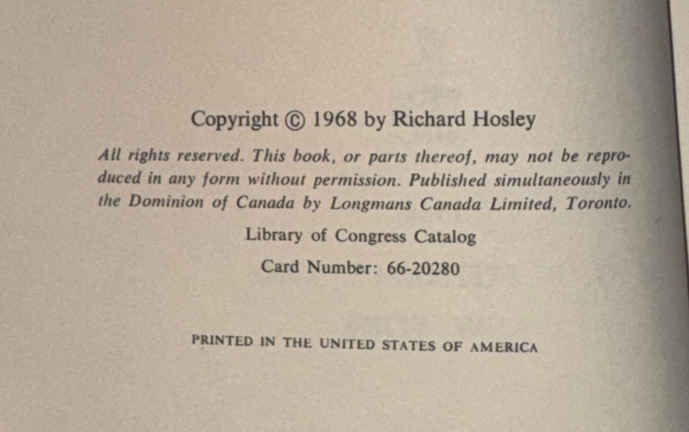 Copyright © 1968 by Richard Hosley
All rights reserved. This book, or parts thereof, may not be repro-
duced in any form without permission. Published simultaneously in
the Dominion of Canada by Longmans Canada Limited, Toronto.
Library of Congress Catalog
Card Number: 66-20280
PRINTED IN THE UNITED STATES OF AMERICA